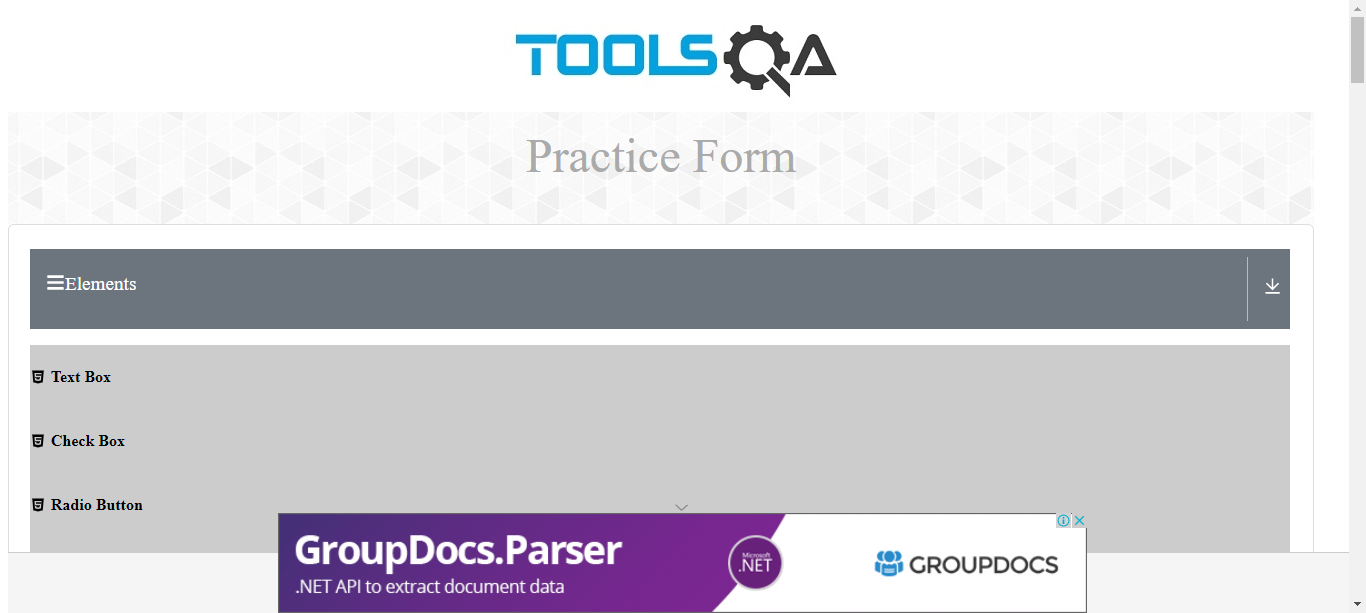 TOOLSQA
Practice Form
Elements
Text Box
Check Box
Radio Button
GroupDocs.Parser
.NET API to extract document data
Microsoft
.NET
GROUPDOCS